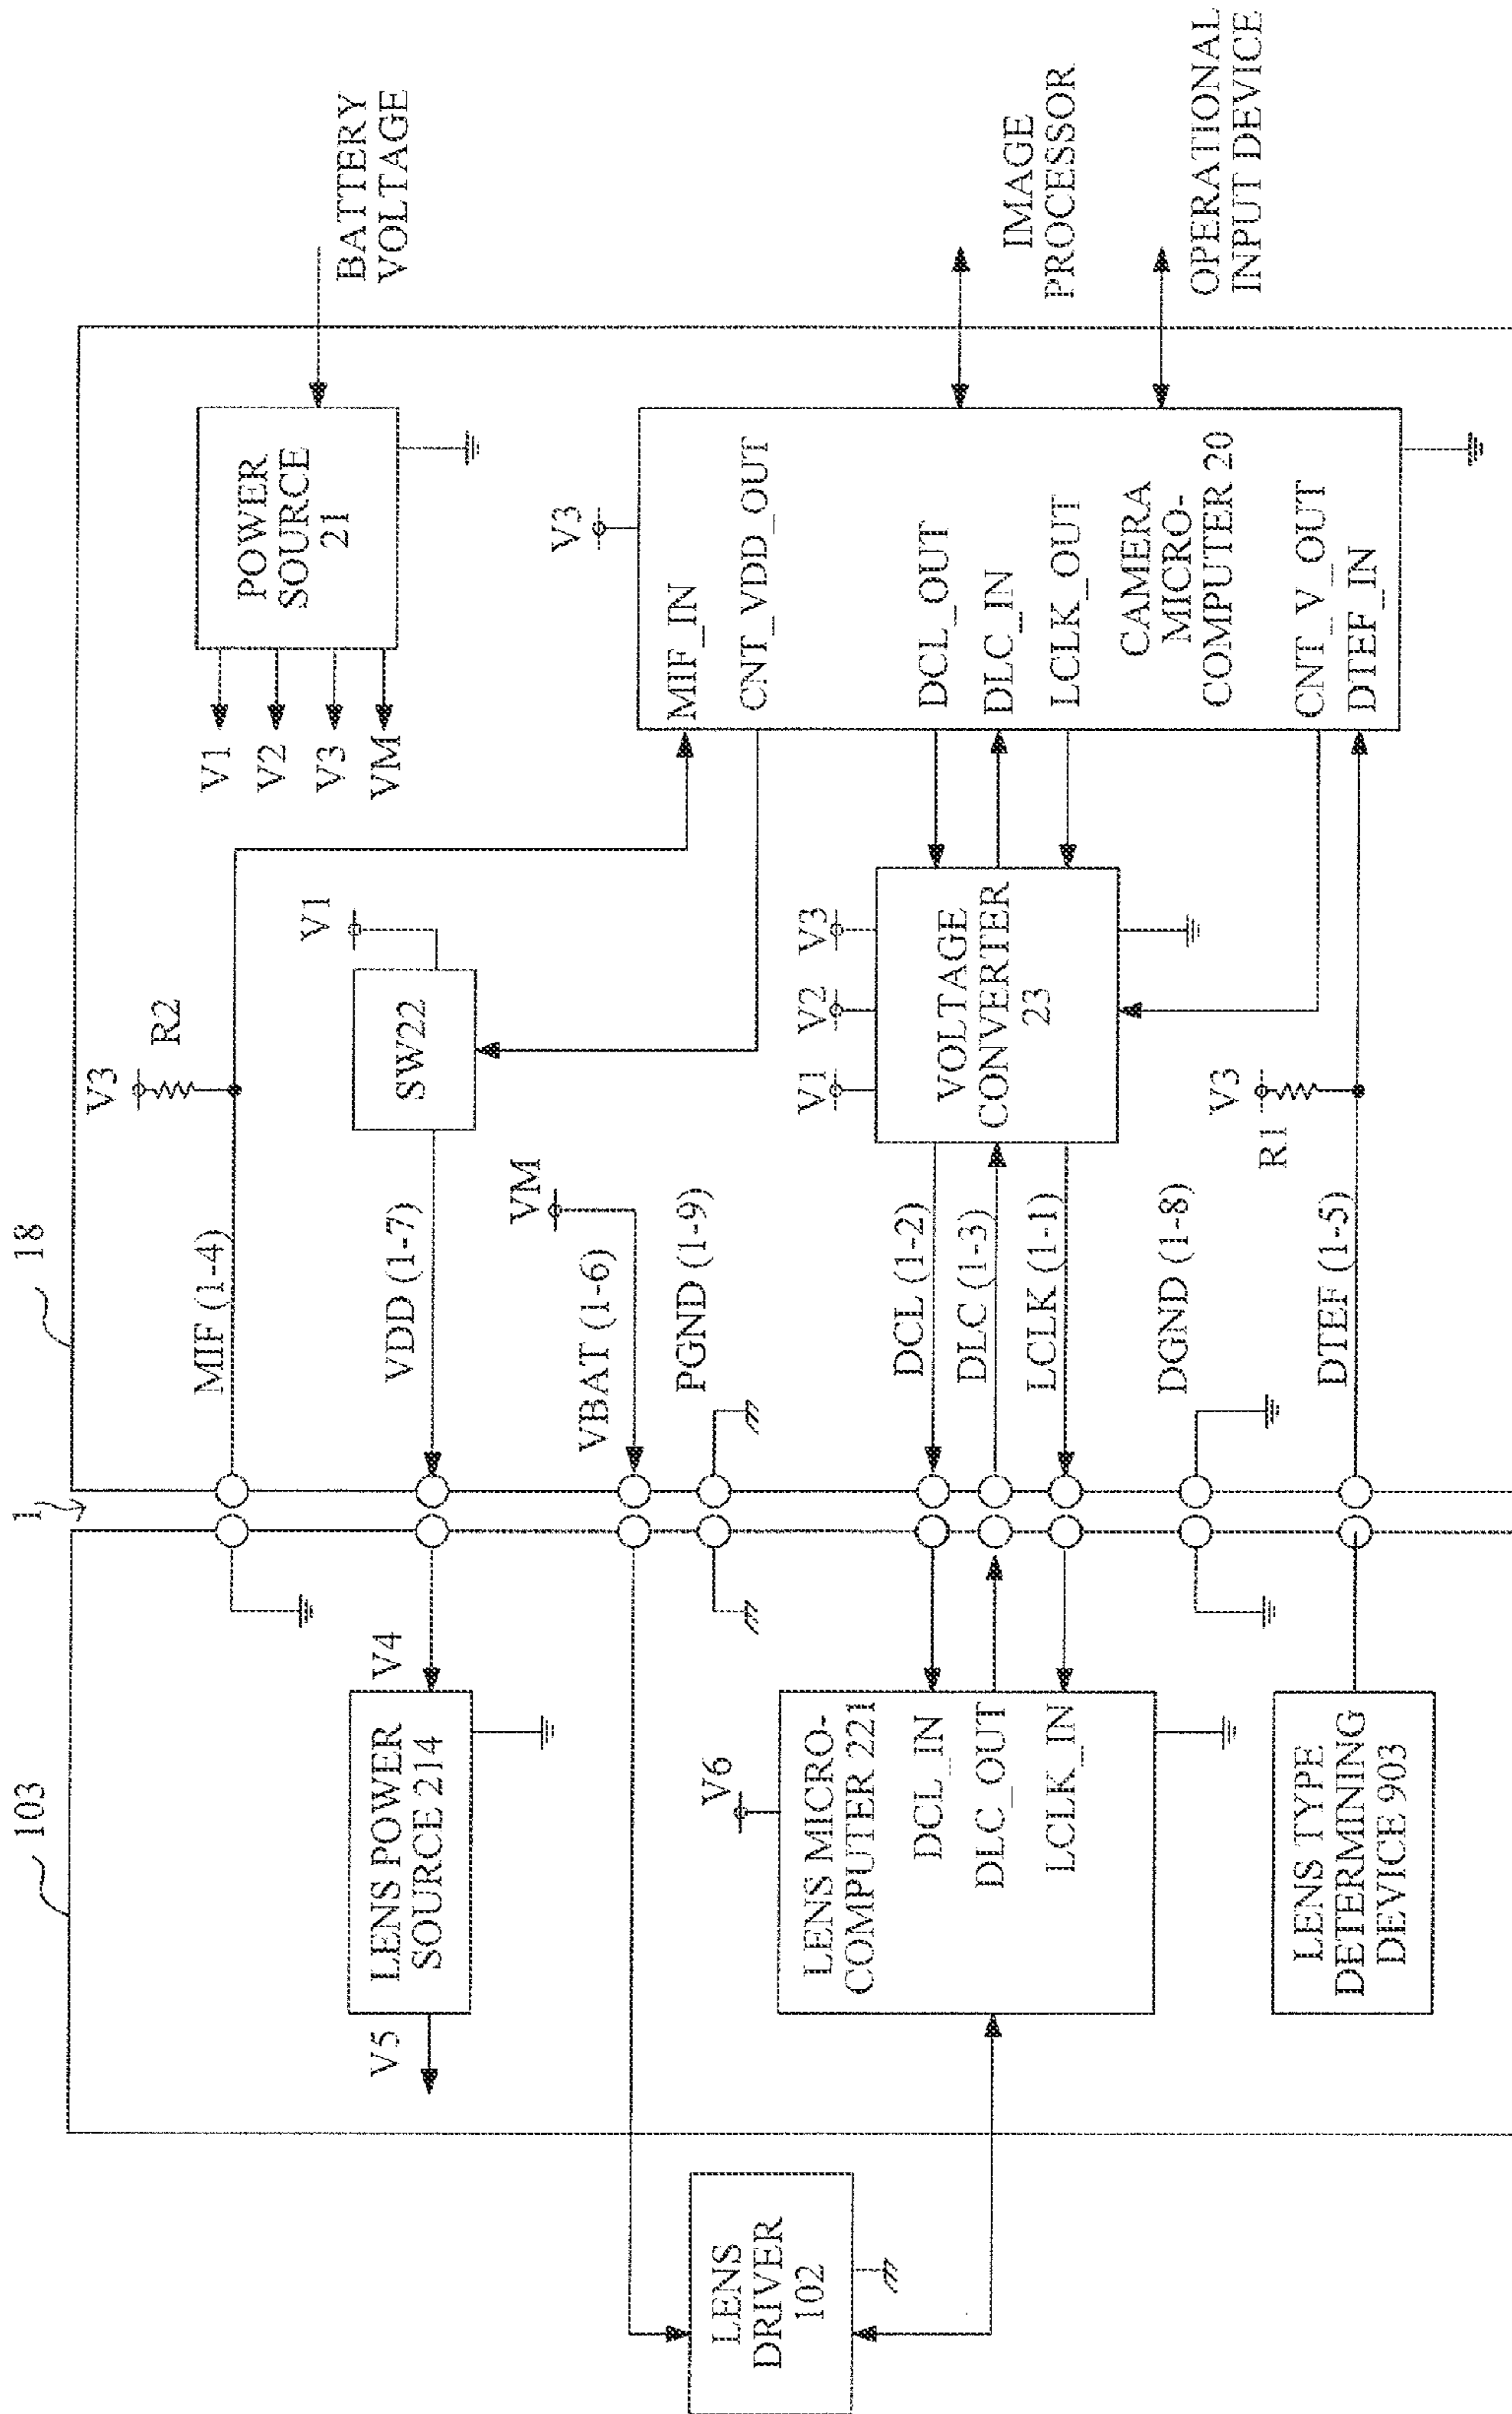 103
1
18
BATTERY
VOLTAGE
POWER
SOURCE
21
V1
V2
V3
VM
V3
R2
MIF (1-4)
V1
SW22
VDD (1-7)
V4
LENS POWER
SOURCE 214
V5
VM
VBAT (1-6)
PGND (1-9)
V3
MIF_IN
CNT_VDD_OUT
DCL_OUT
DLC_IN
LCLK_OUT
CAMERA
MICRO-
COMPUTER 20
CNT_V_OUT
DTEF_IN
IMAGE
PROCESSOR
OPERATIONAL
INPUT DEVICE
V1
V2
V3
VOLTAGE
CONVERTER
23
DCL (1-2)
DLC (1-3)
LCLK (1-1)
DGND (1-8)
V3
R1
DTEF (1-5)
V6
LENS MICRO-
COMPUTER 221
DCL_IN
DLC_OUT
LCLK_IN
LENS TYPE
DETERMINING
DEVICE 903
LENS
DRIVER
102